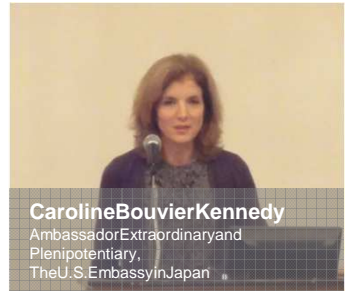 CarolineBouvierKennedy
AmbassadorExtraordinaryand
Plenipotentiary,
TheU.S.EmbassyinJapan